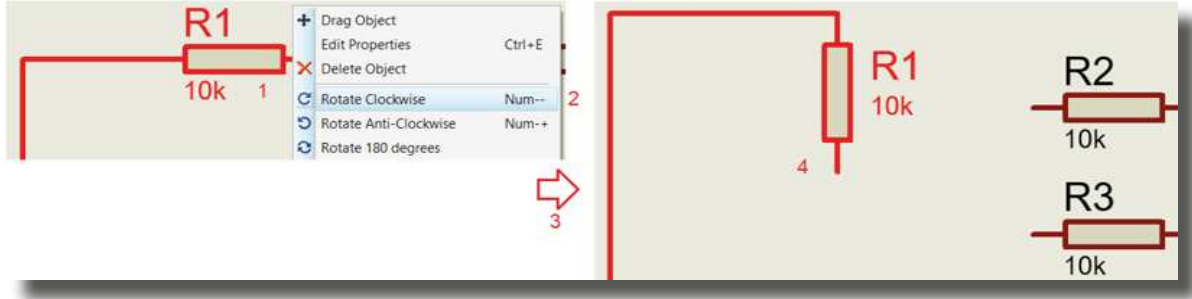 R1
10k 1
Drag Object
Edit Properties Ctrl+E
Delete Object
Rotate Clockwise Num--
Rotate Anti-Clockwise Num-+
Rotate 180 degrees
2
3
R1
10k
4
R2
10k
R3
10k